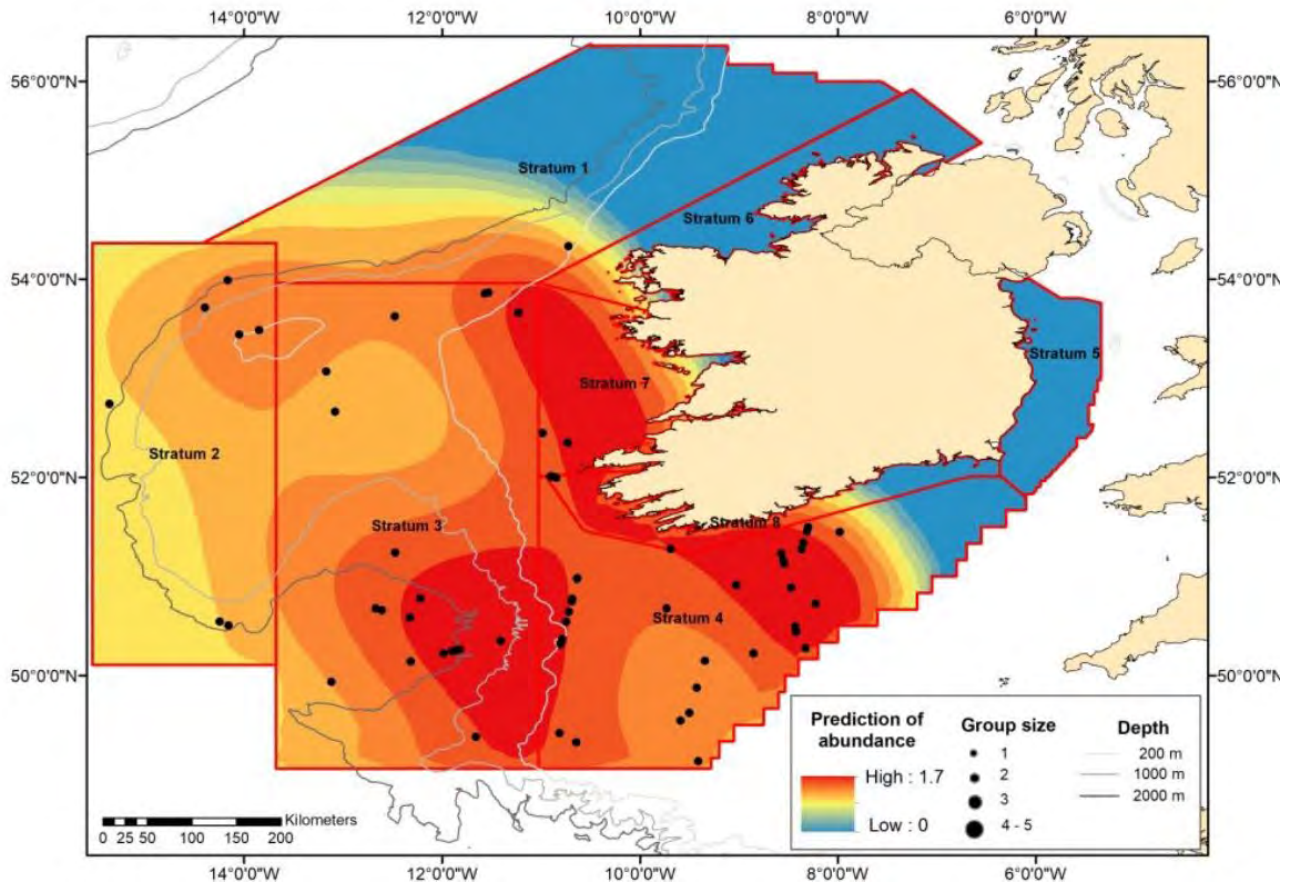 14°0'0"W 12°0'0"W 10°0'0"W 8°0'0"W 6°0'0"W
56°0'0"N 56°0'0"N
Stratum 1
Stratum 6
54°0'0"N 54°0'0"N
Stratum 5
Stratum 7
Stratum 2
52°0'0"N 52°0'0"N
Stratum 3 Stratum 8
Stratum 4
50°0'0"N 50°0'0"N
Prediction of
abundance
High : 1.7
Low : 0
Group size
1
2
3
4 - 5
Depth
200 m
1000 m
2000 m
Kilometers
0 25 50 100 150 200
14°0'0"W 12°0'0"W 10°0'0"W 8°0'0"W 6°0'0"W